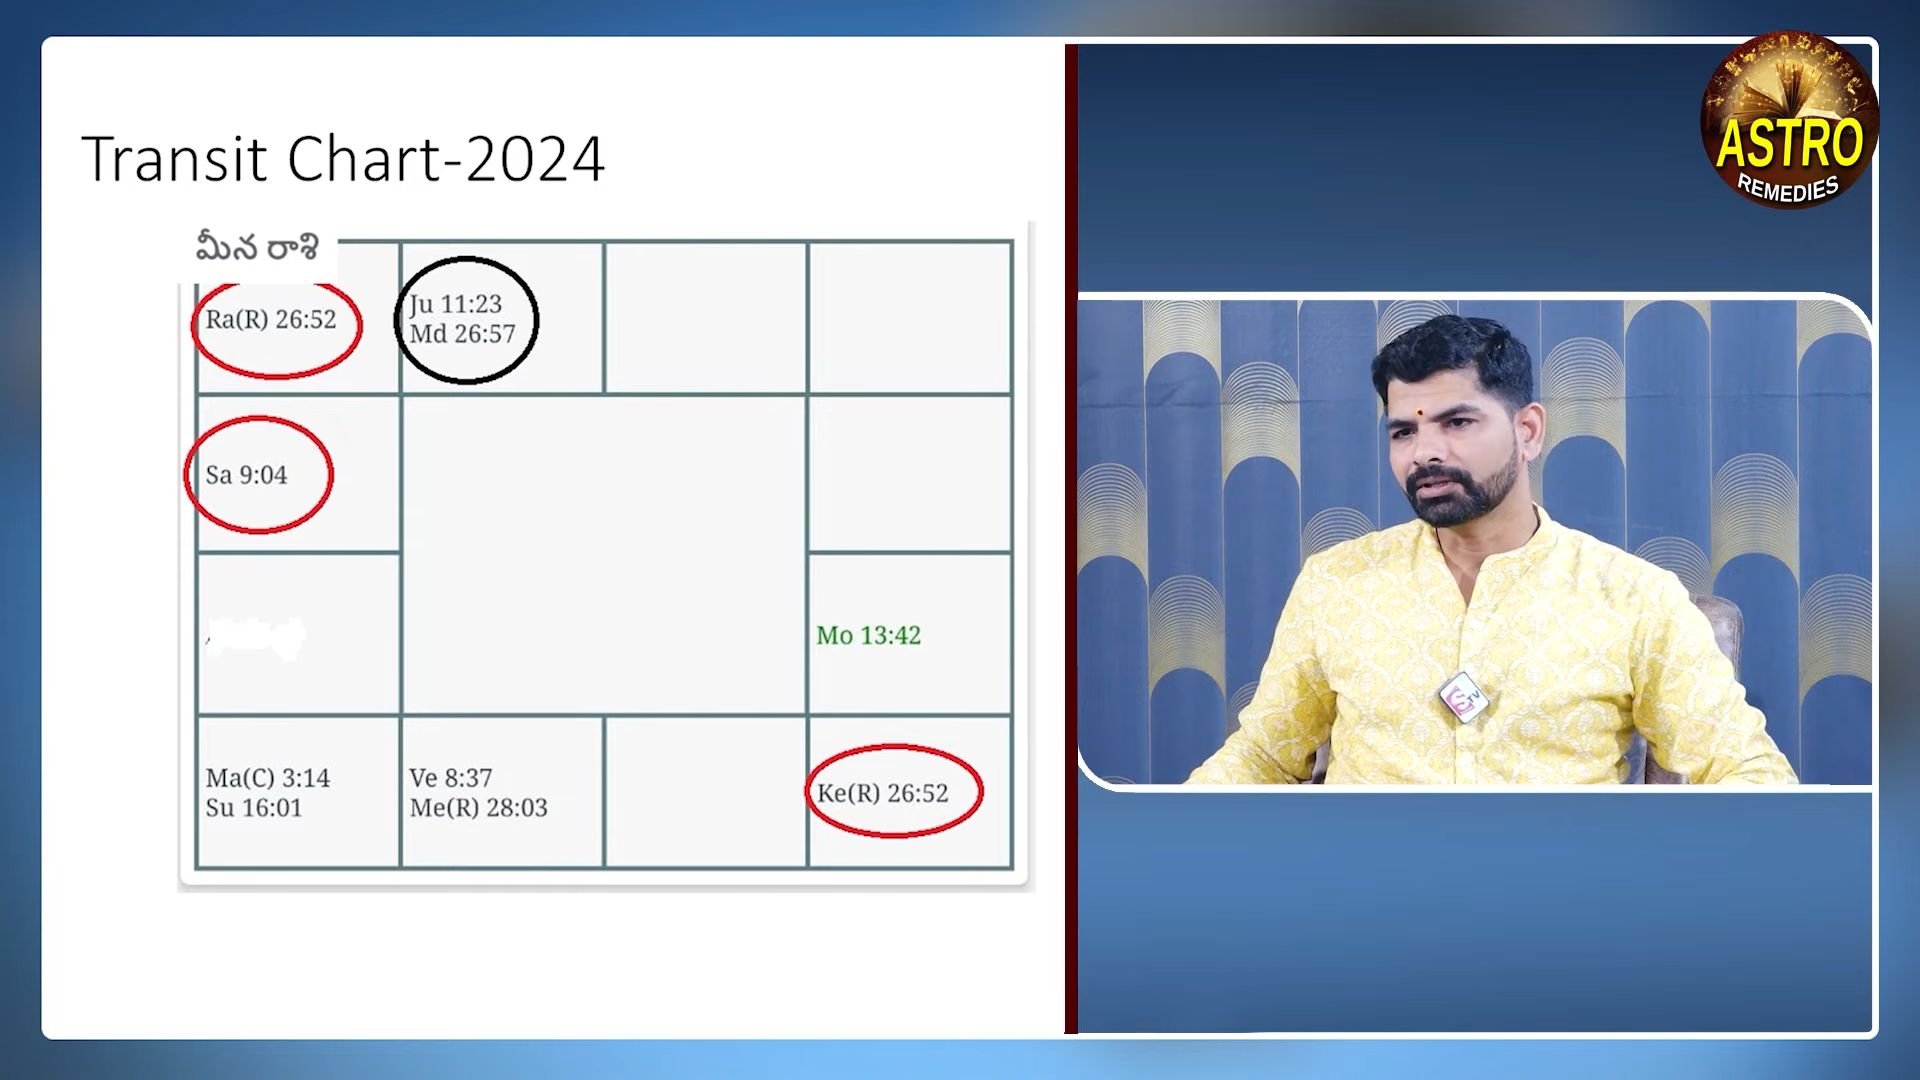 Transit Chart-2024
మీన రాశి
Ra(R) 26:52
Ju 11:23
Md 26:57
Sa 9:04
Mo 13:42
Ma(C) 3:14
Su 16:01
Ve 8:37
Me(R) 28:03
Ke(R) 26:52
ASTRO
REMEDIES
S TV